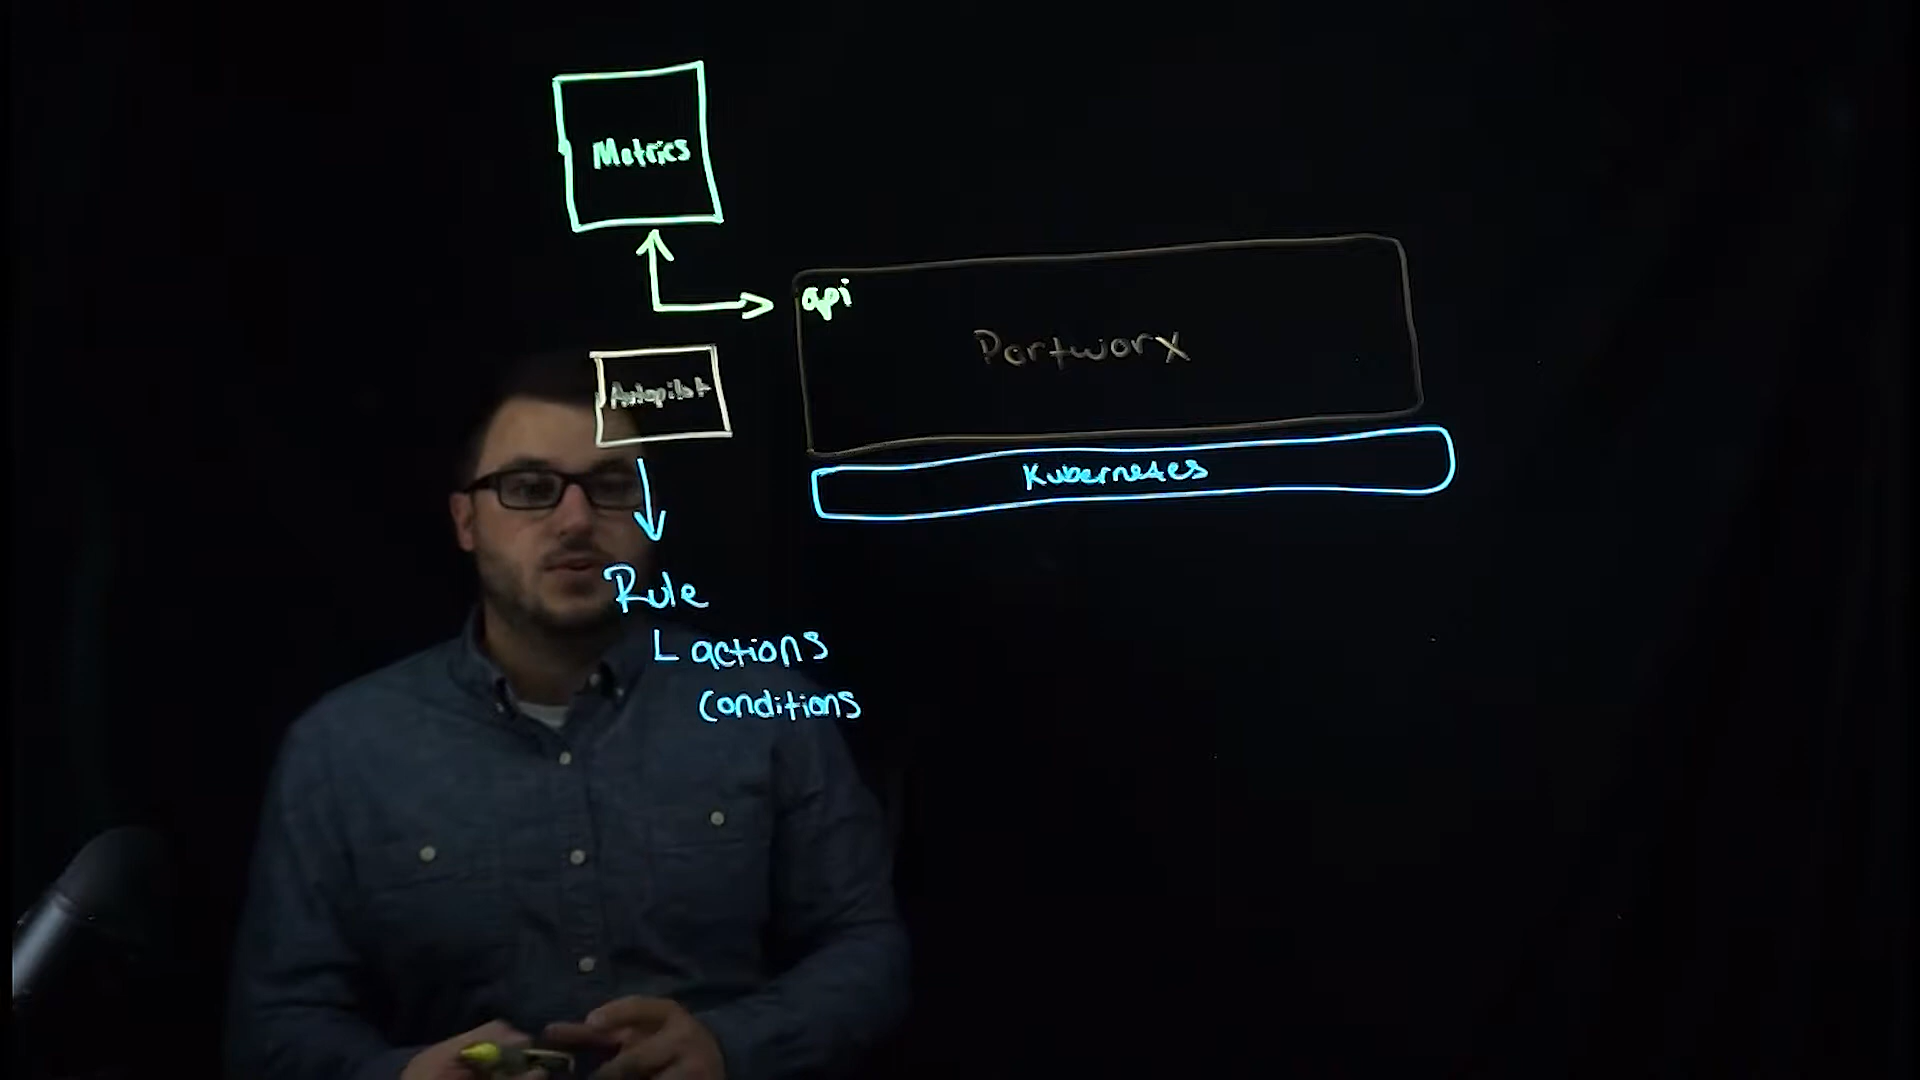 Metrics
api
Portworx
Autopilot
Kubernetes
Rule
L actions
Conditions